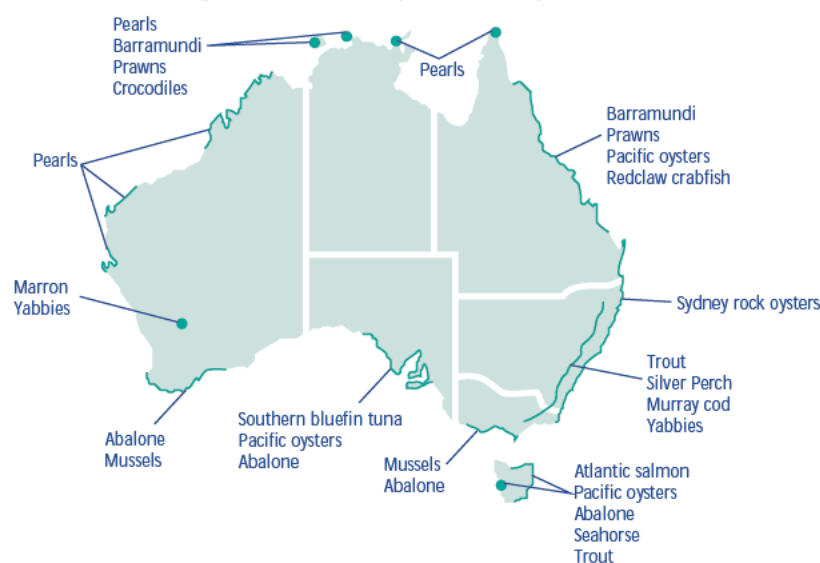 Pearls
Barramundi
Prawns
Crocodiles
Pearls
Barramundi
Prawns
Pacific oysters
Redclaw crabfish
Pearls
Marron
Yabbies
Sydney rock oysters
Trout
Silver Perch
Murray cod
Yabbies
Southern bluefin tuna
Pacific oysters
Abalone
Abalone
Mussels
Mussels
Abalone
Atlantic salmon
Pacific oysters
Abalone
Seahorse
Trout